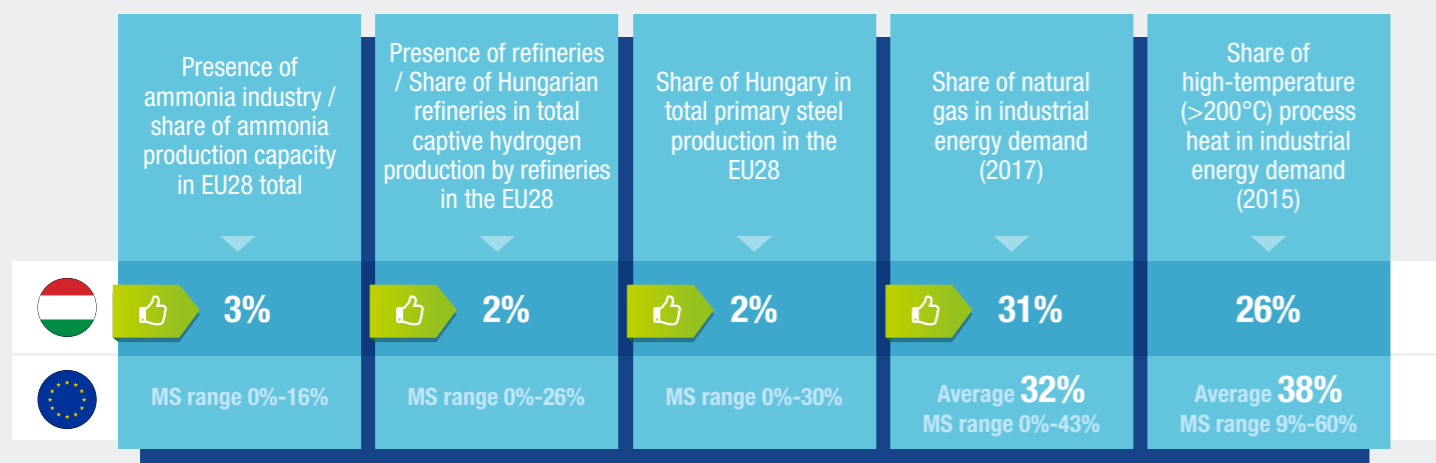 Presence of
ammonia industry /
share of ammonia
production capacity
in EU28 total
Presence of refineries
/ Share of Hungarian
refineries in total
captive hydrogen
production by refineries
in the EU28
Share of Hungary in
total primary steel
production in the
EU28
Share of natural
gas in industrial
energy demand
(2017)
Share of
high-temperature
(>200°C) process
heat in industrial
energy demand
(2015)
3%
2%
2%
31%
26%
MS range 0%-16%
MS range 0%-26%
MS range 0%-30%
Average 32%
MS range 0%-43%
Average 38%
MS range 9%-60%